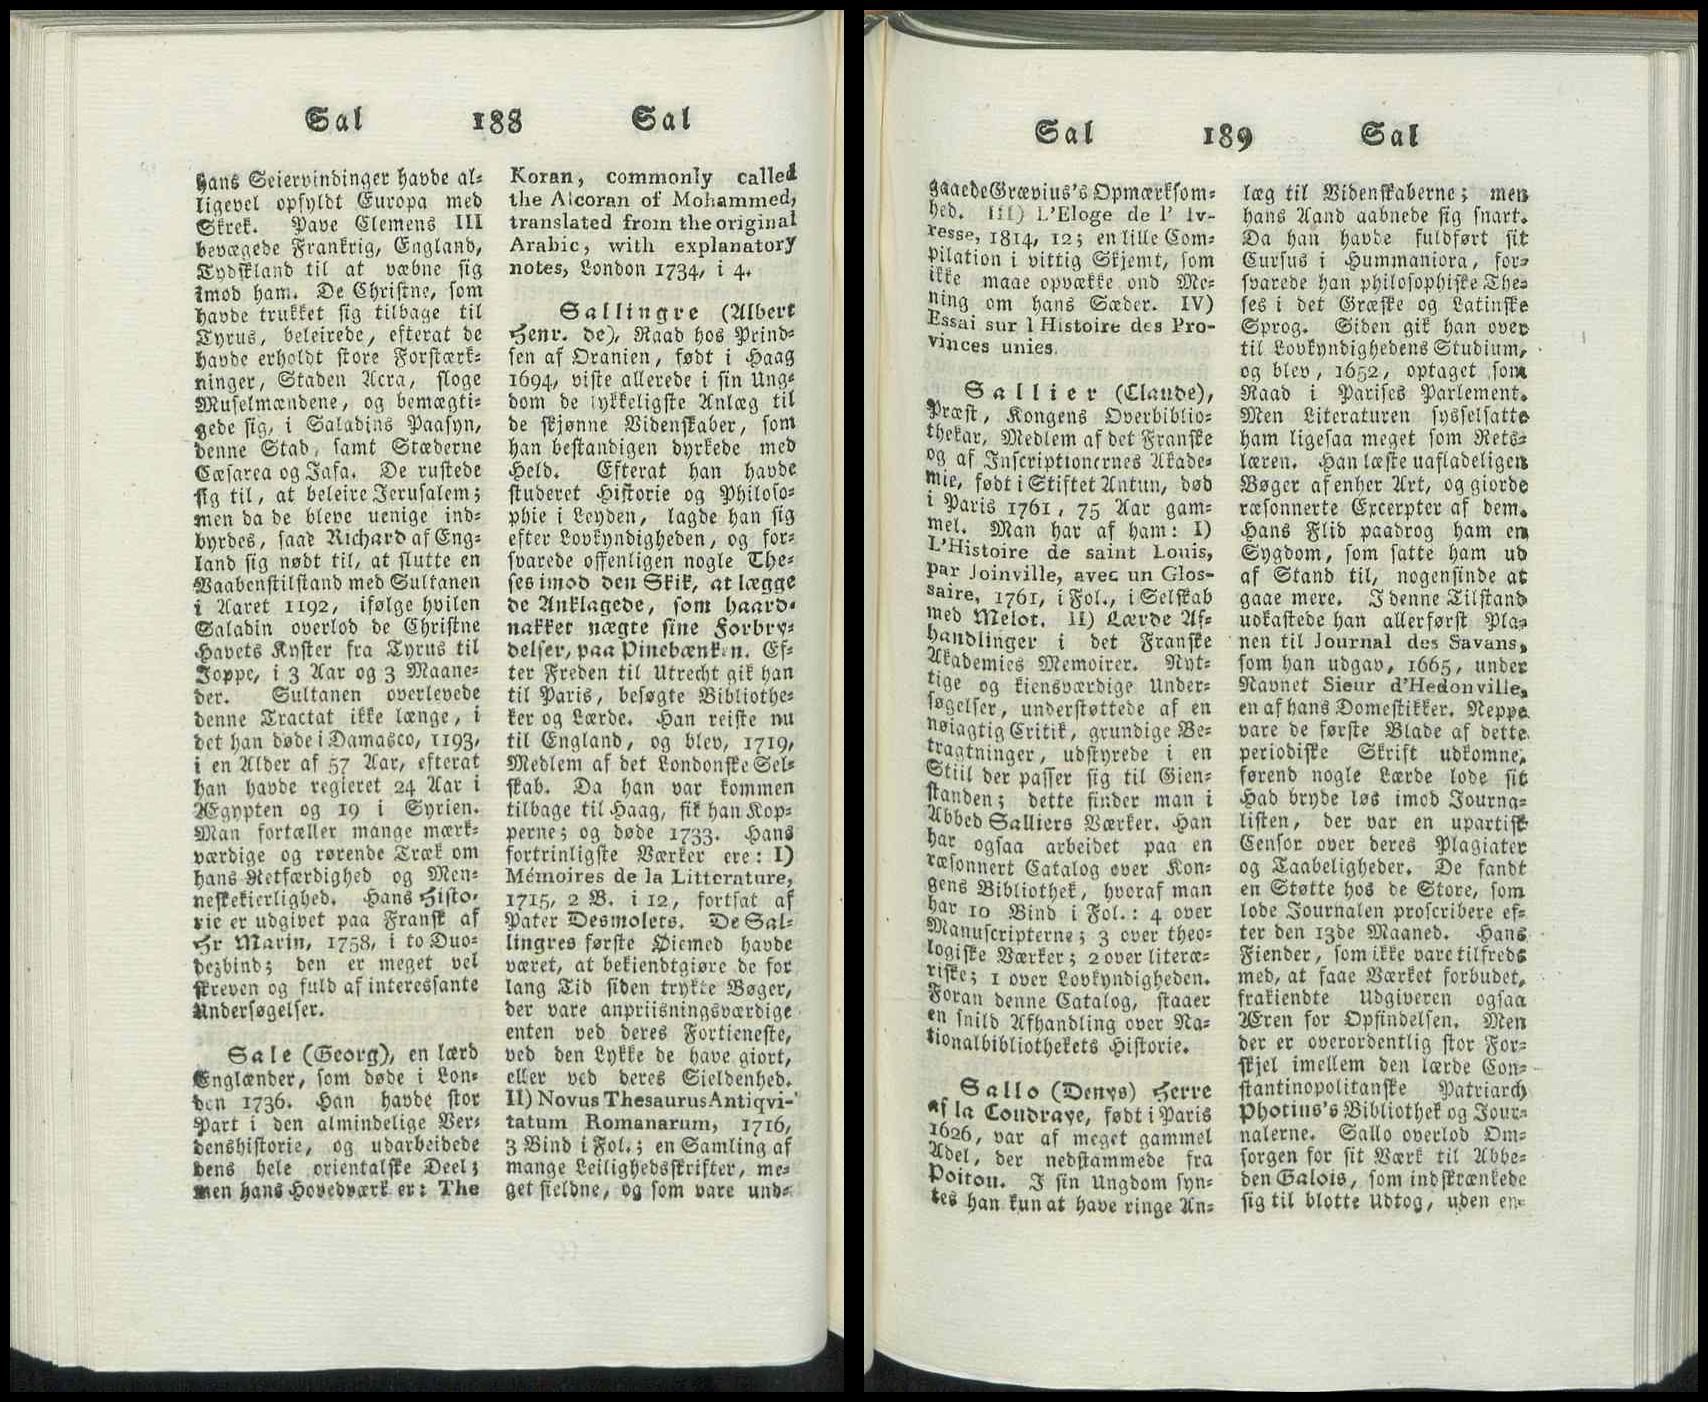 Sal 188 Sal
hans Seiervindinger havde al-
ligevel opfyldt Europa med
Skrek. Pave Clemens III
bevægede Frankrig, England,
Tydskland til at væbne sig
imod ham. De Christne, som
havde trukket sig tilbage til
Tyrus, beleirede, efterat de
havde erholdt store Forstærk-
ninger, Staden Acra, sloge
Muselmændene, og bemægti-
gede sig, i Saladins Paasyn,
denne Stad, samt Stæderne
Cæsarea og Jafa. De rustede
sig til, at beleire Jerusalem;
men da de bleve uenige ind-
byrdes, saae Richard af Eng-
land sig nødt til, at slutte en
Vaabenstilstand med Sultanen
i Aaret 1192, ifølge hvilen
Saladin overlod de Christne
Havets Kyster fra Tyrus til
Joppe, i 3 Aar og 3 Maane-
der. Sultanen overlevede
denne Tractat ikke længe, i
det han døde i Damasco, 1193,
i en Alder af 57 Aar, efterat
han havde regieret 24 Aar i
Ægypten og 19 i Syrien.
Man fortæller mange mærk-
værdige og rørende Træk om
hans Retfærdighed og Men-
neskekierlighed. Hans Histo-
rie er udgivet paa Fransk af
Hr Marin, 1758, i to Duo-
dezbind; den er meget vel
skreven og fuld af interessante
Undersøgelser.
Sale (Georg), en lærd
Englænder, som døde i Lon-
den 1736. Han havde stor
Part i den almindelige Ver-
denshistorie, og udarbeidede
dens hele orientalske Deel;
men hans Hovedværk er: The
Koran, commonly called
the Alcoran of Mohammed,
translated from the original
Arabic, with explanatory
notes, London 1734, i 4.
Sallingre (Albert
Henr. de), Raad hos Prind-
sen af Oranien, født i Haag
1694, viste allerede i sin Ung-
dom de lykkeligste Anlæg til
de skjønne Videnskaber, som
han bestandigen dyrkede med
Held. Efterat han havde
studeret Historie og Philoso-
phie i Leyden, lagde han sig
efter Lovkyndigheden, og for-
svarede offenligen nogle The-
ses imod den Skik, at lægge
de Anklagede, som haard-
nakket nægte sine Forbry-
delser, paa Pinebænken. Ef-
ter Freden til Utrecht gik han
til Paris, besøgte Bibliothe-
ker og Lærde. Han reiste nu
til England, og blev, 1719,
Medlem af det Londonske Sel-
skab. Da han var kommen
tilbage til Haag, fik han Kop-
perne; og døde 1733. Hans
fortrinligste Værker ere: I)
Mémoires de la Litterature,
1715, 2 B. i 12, fortsat af
Pater Desmolets. De Sal-
lingres første Øiemed havde
været, at bekiendtgiøre de for
lang Tid siden trykte Bøger,
der vare anpriisningsværdige
enten ved deres Fortieneste,
ved den Lykke de have giort,
eller ved deres Sieldenhed.
II) Novus Thesaurus Antiqvi-
tatum Romanarum, 1716,
3 Bind i Fol.; en Samling af
mange Leilighedsskrifter, me-
get sieldne, og som vare und-
Sal 189 Sal
gaaede Grævius's Opmærksom-
hed. III) L'Eloge de l' Iv-
resse, 1814, 12; en lille Com-
pilation i vittig Skjemt, som
ikke maae opvække ond Me-
ning om hans Sæder. IV)
Essai sur l Histoire des Pro-
vinces unies.
Sallier (Claude),
Præst, Kongens Overbiblio-
thekar, Medlem af det Franske
og af Inscriptionernes Akade-
mie, født i Stiftet Antun, død
i Paris 1761, 75 Aar gam-
mel. Man har af ham: I)
L'Histoire de saint Louis,
par Joinville, avec un Glos-
saire, 1761, i Fol., i Selskab
med Melot. II) Lærde Af-
handlinger i det Franske
Akademies Memoirer. Nyt-
tige og kiensværdige Under-
søgelser, understøttede af en
nøiagtig Critik, grundige Be-
tragtninger, udstyrede i en
Stiil der passer sig til Gien-
standen; dette finder man i
Abbed Salliers Værker. Han
har ogsaa arbeidet paa en
ræsonnert Catalog over Kon-
gens Bibliothek, hvoraf man
har 10 Bind i Fol.: 4 over
Manuscripterne; 3 over theo-
logiske Værker; 2 over literæ-
riske; 1 over Lovkyndigheden.
Foran denne Catalog, staaer
en snild Afhandling over Na-
tionalbibliothekets Historie.
Sallo (Denys) Herre
af la Coudraye, født i Paris
1626, var af meget gammel
Adel, der nedstammede fra
Poitou. I sin Ungdom syn-
tes han kun at have ringe An-
læg til Videnskaberne; men
hans Aand aabnede sig snart.
Da han havde fuldført sit
Cursus i Hummaniora, for-
svarede han philosophiske The-
ses i det Græske og Latinske
Sprog. Siden gik han over
til Lovkyndighedens Studium,
og blev, 1652, optaget som
Raad i Parises Parlement.
Men Literaturen sysselsatte
ham ligesaa meget som Rets-
læren. Han læste uafladeligen
Bøger af enher Art, og giorde
ræsonnerte Excerpter af dem.
Hans Flid paadrog ham en
Sygdom, som satte ham ud
af Stand til, nogensinde at
gaae mere. I denne Tilstand
udkastede han allerførst Pla-
nen til Journal des Savans,
som han udgav, 1665, under
Navnet Sieur d'Hedonville,
en af hans Domestikker. Neppe
vare de første Blade af dette
periodiske Skrift udkomne,
førend nogle Lærde lode sit
Had bryde løs imod Journa-
listen, der var en upartisk
Censor over deres Plagiater
og Taabeligheder. De fandt
en Støtte hos de Store, som
lode Journalen proscribere ef-
ter den 13de Maaned. Hans
Fiender, som ikke vare tilfreds
med, at faae Værket forbudet,
frakiendte Udgiveren ogsaa
Æren for Opfindelsen. Men
der er overordentlig stor For-
skjel imellem den lærde Con-
stantinopolitanske Patriarch
Photius's Bibliothek og Jour-
nalerne. Sallo overlod Om-
sorgen for sit Værk til Abbe-
den Galois, som indskrænkede
sig til blotte Udtog, uden en-